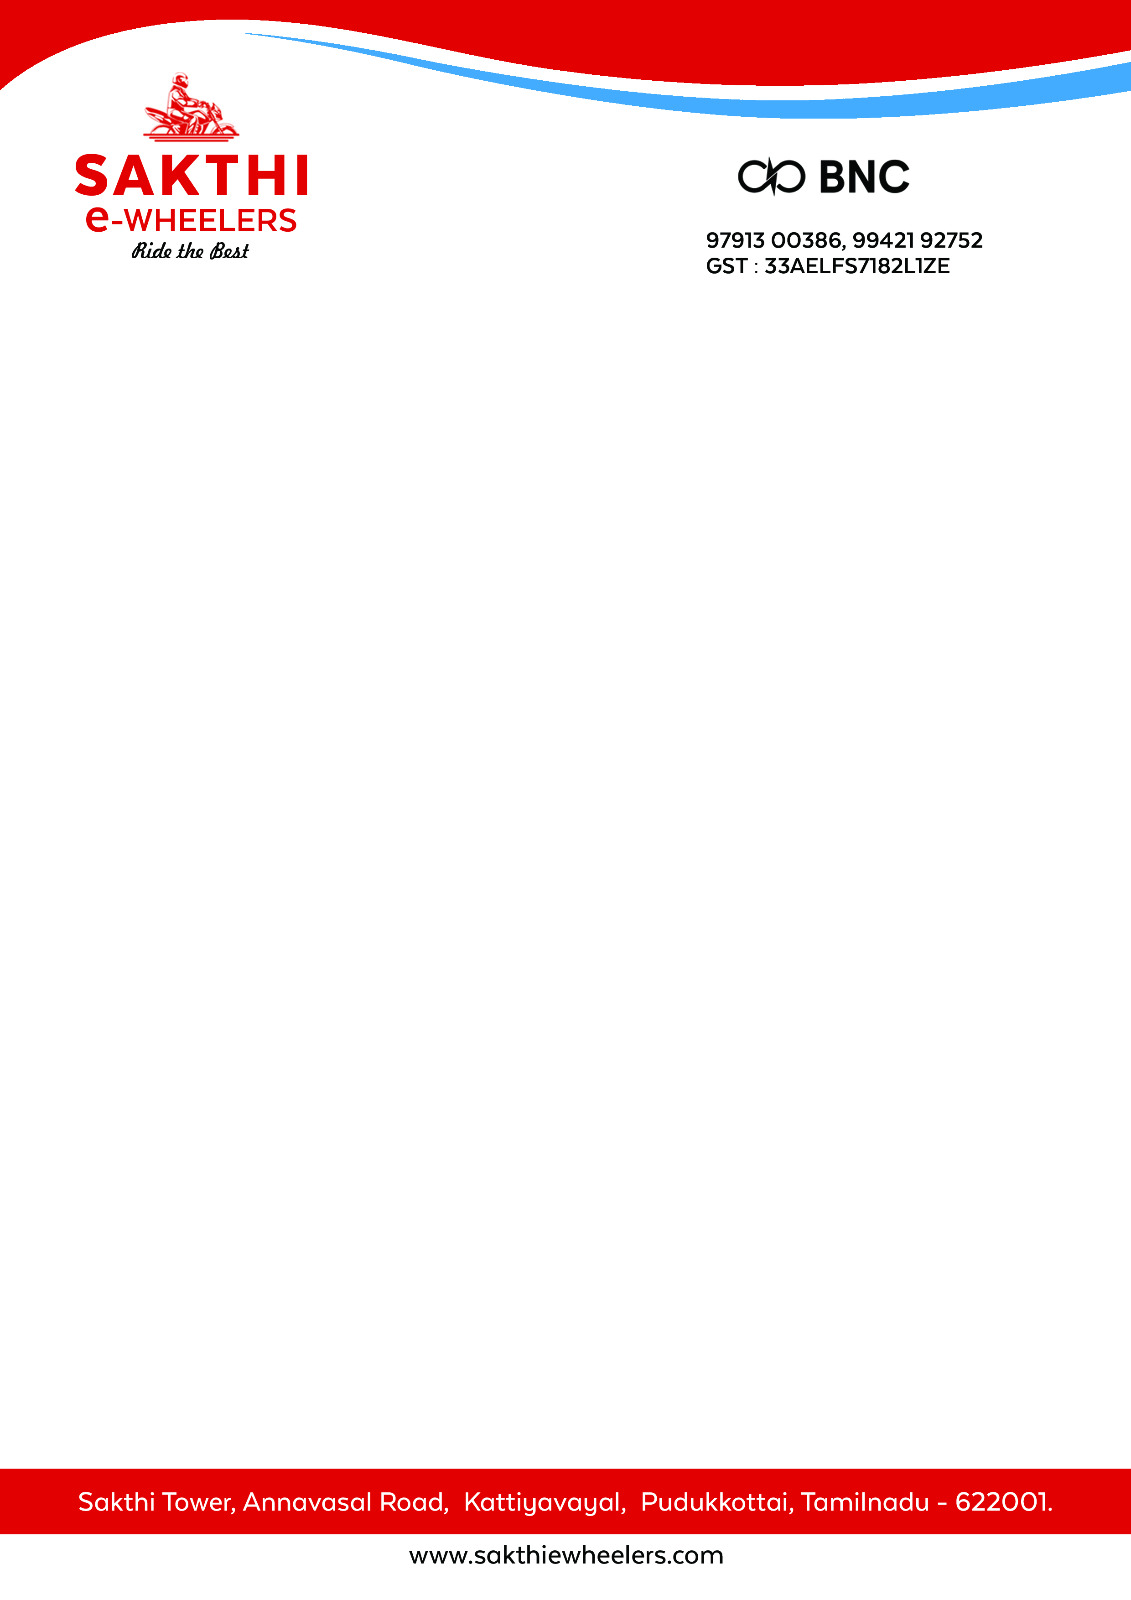 SAKTHI
e-WHEELERS
Ride the Best
BNC
97913 00386, 99421 92752
GST : 33AELFS7182L1ZE
Sakthi Tower, Annavasal Road, Kattiyavayal, Pudukkottai, Tamilnadu - 622001.
www.sakthiewheelers.com